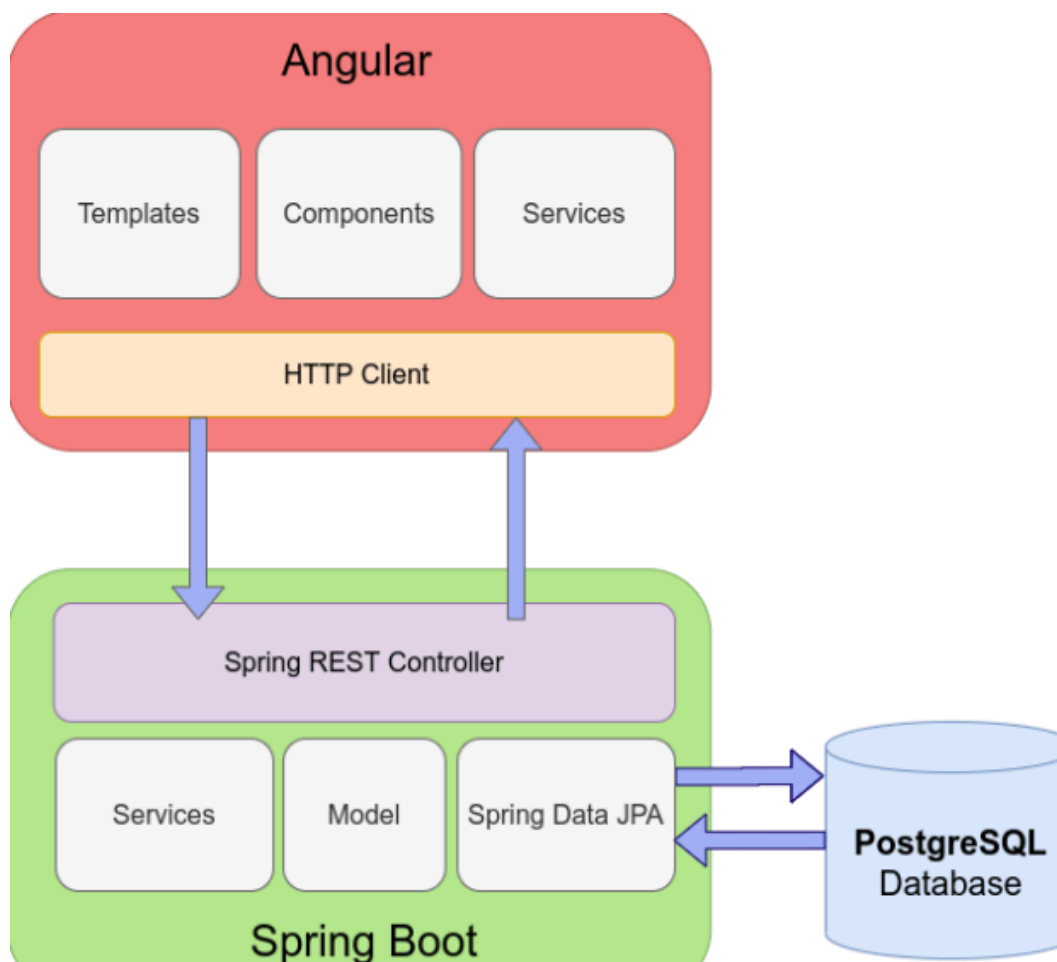 Angular
Templates
Components
Services
HTTP Client
Spring REST Controller
Services
Model
Spring Data JPA
PostgreSQL
Database
Spring Boot